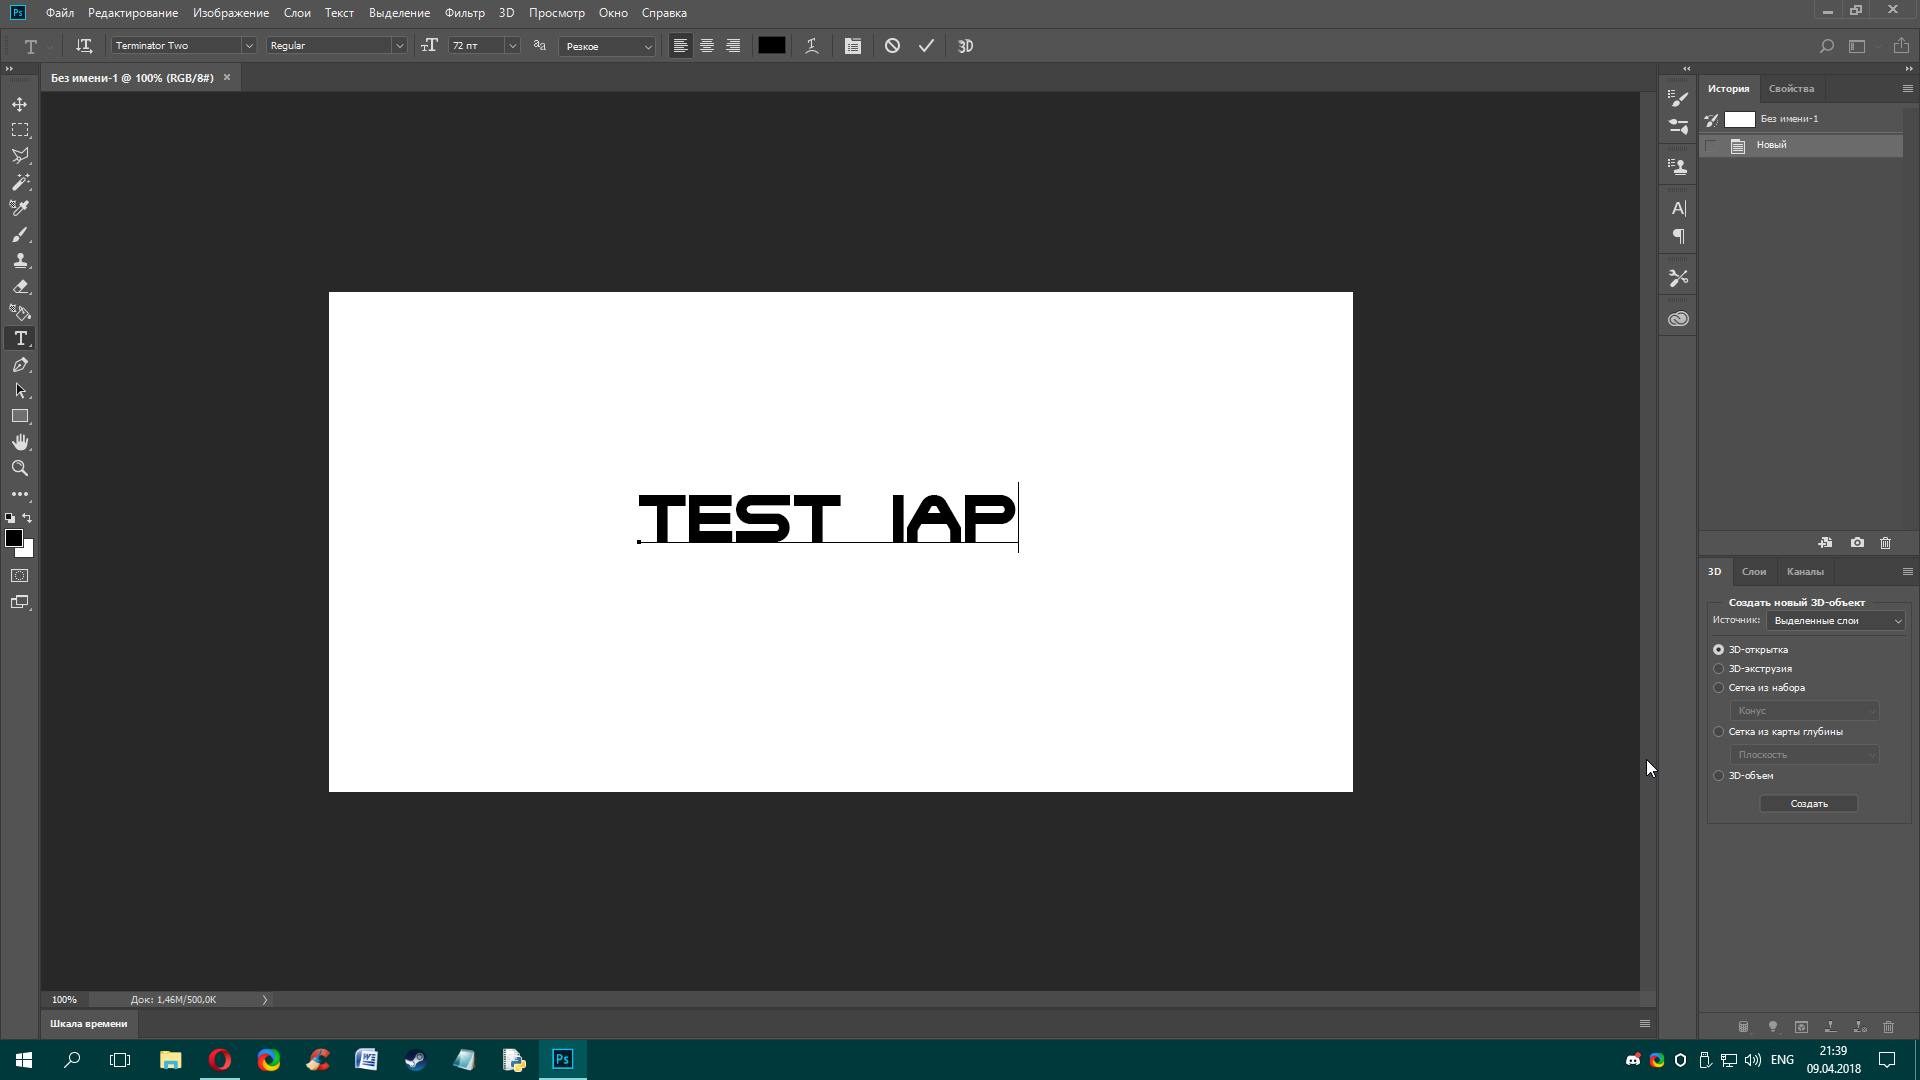 Ps Файл Редактирование Изображение Слои Текст Выделение Фильтр 3D Просмотр Окно Справка
Terminator Two Regular 72 пт Резкое 3D
Без имени-1 @ 100% (RGB/8#)
История Свойства
Без имени-1
Новый
TEST IAP
3D Слои Каналы
Создать новый 3D-объект
Источник: Выделенные слои
3D-открытка
3D-экструзия
Сетка из набора
Конус
Сетка из карты глубины
Плоскость
3D-объем
Создать
100% Док: 1,46M/500,0K
Шкала времени
Ps
ENG
21:39
09.04.2018